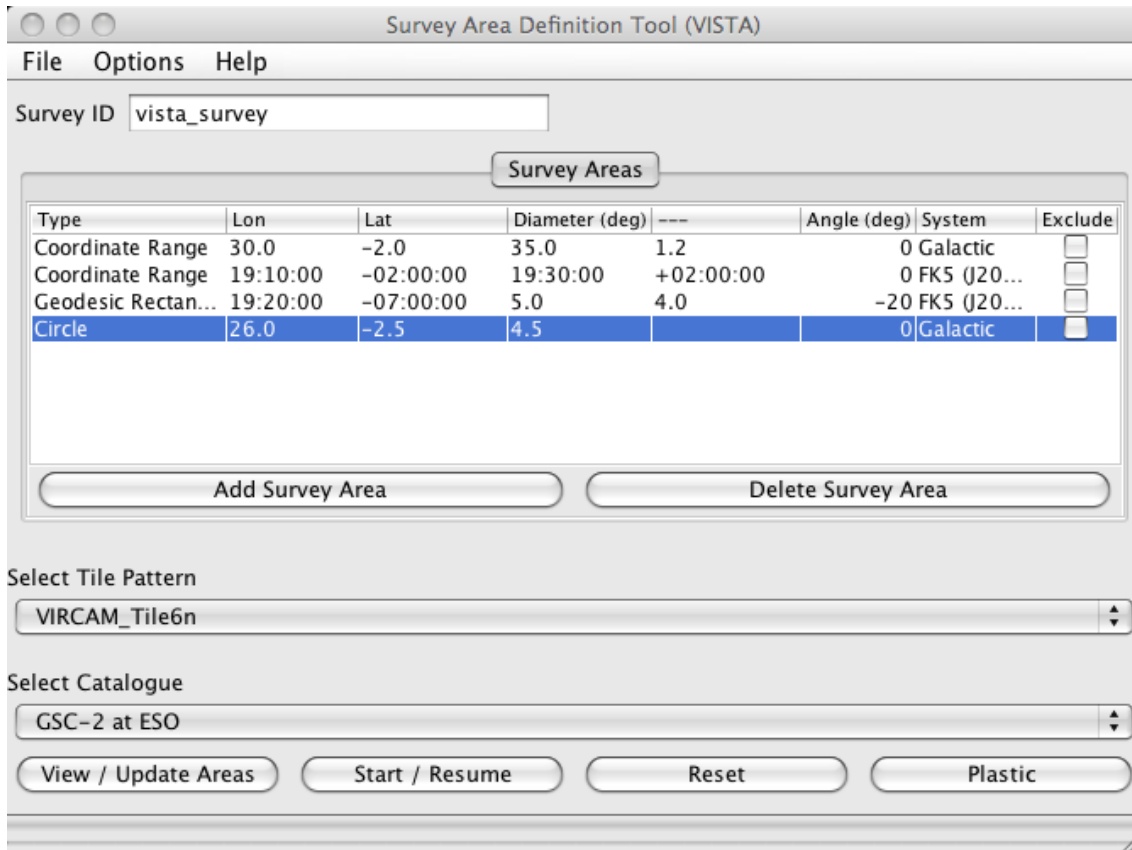 Survey Area Definition Tool (VISTA)
File Options Help
Survey ID vista_survey
Survey Areas
Type Lon Lat Diameter (deg) --- Angle (deg) System Exclude
Coordinate Range 30.0 -2.0 35.0 1.2 0 Galactic
Coordinate Range 19:10:00 -02:00:00 19:30:00 +02:00:00 0 FK5 (J20...
Geodesic Rectan... 19:20:00 -07:00:00 5.0 4.0 -20 FK5 (J20...
Circle 26.0 -2.5 4.5 0 Galactic
Add Survey Area Delete Survey Area
Select Tile Pattern
VIRCAM_Tile6n
Select Catalogue
GSC-2 at ESO
View / Update Areas Start / Resume Reset Plastic